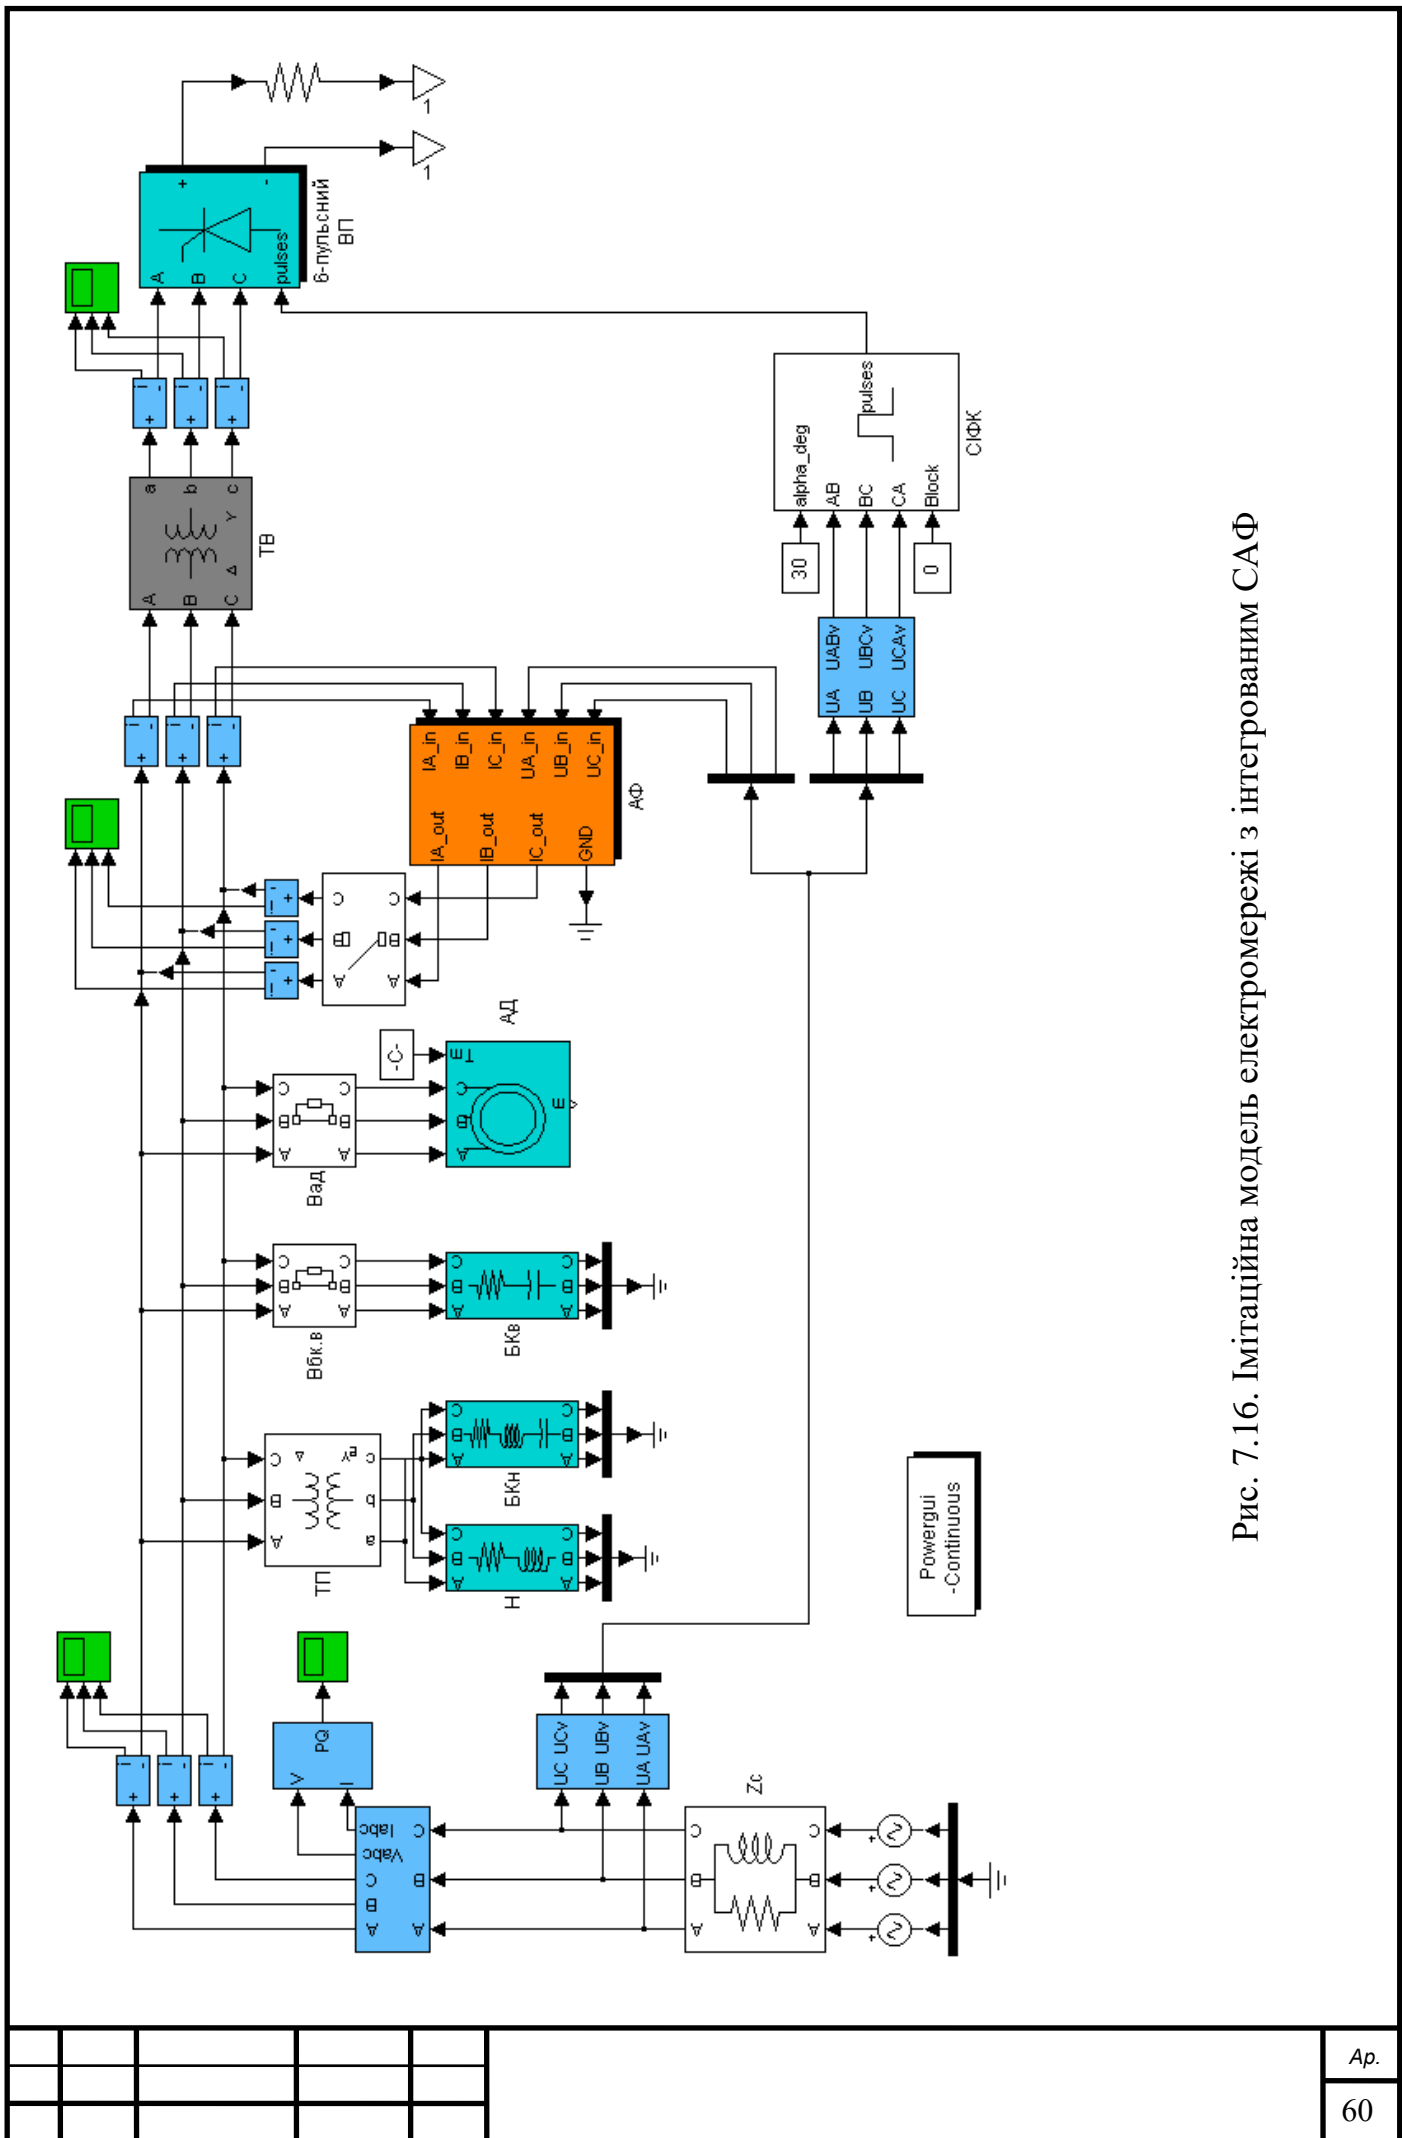 +
-
A
B
C
pulses
6-пульсний
ВП
1
1
i
+ -
i
+ -
i
+ -
A a
B b
C c
Δ Y
ТВ
alpha_deg
AB
BC
CA
Block
pulses
СІФК
30
0
UA UABv
UB UBCv
UC UCAv
i
+ -
i
+ -
i
+ -
IA_in
IB_in
IC_in
UA_in
UB_in
UC_in
IA_out
IB_out
IC_out
GND
АФ
i + -
i + -
i + -
A B C
A B C
-C-
АД
A B C Tm
m
Вад
A B C
A B C
Вбк.в
A B C
A B C
БКв
A B C
A B C
ТП
A B C
Δ
Yg
a b c
БКн
A B C
A B C
Н
A B C
A B C
i
+ -
i
+ -
i
+ -
V
I
PQ
A B C Vabc Iabc
A B C
UC UCv
UB UBv
UA UAv
Zc
A B C
A B C
+ + +
Powergui
-Continuous
Рис. 7.16. Імітаційна модель електромережі з інтегрованим САФ
Ар.
60